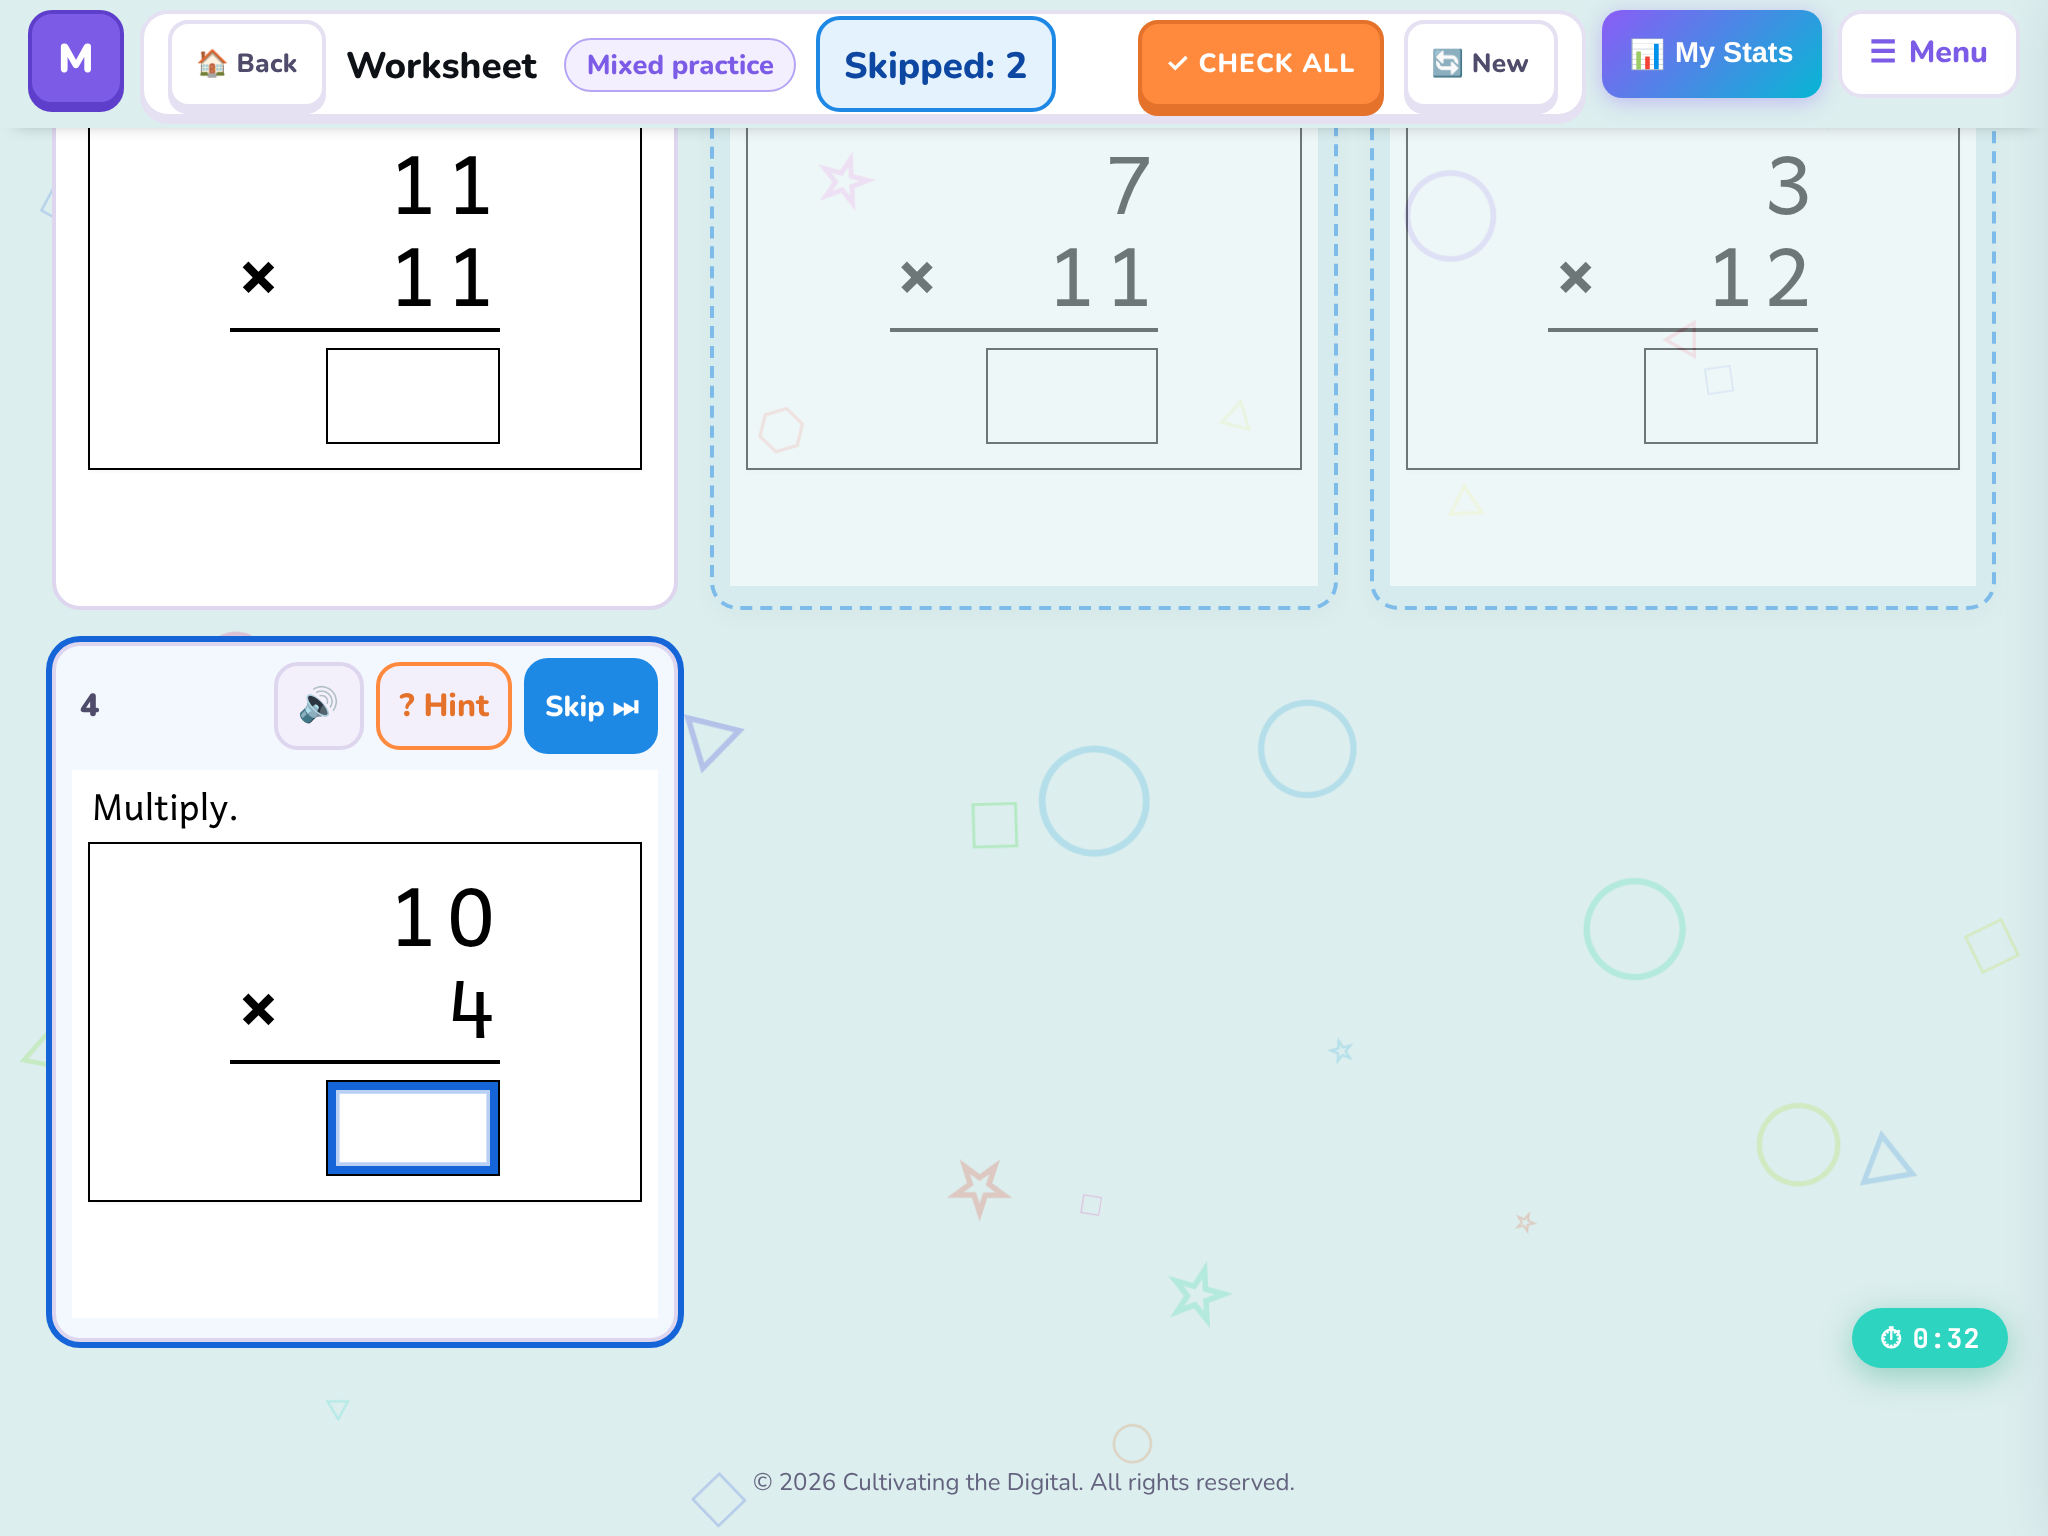 M
Back
Worksheet
Mixed practice
Skipped: 2
✓ CHECK ALL
New
My Stats
☰ Menu
11
× 11
7
× 11
3
× 12
4
? Hint
Skip ⏭
Multiply.
10
× 4
0:32
© 2026 Cultivating the Digital. All rights reserved.